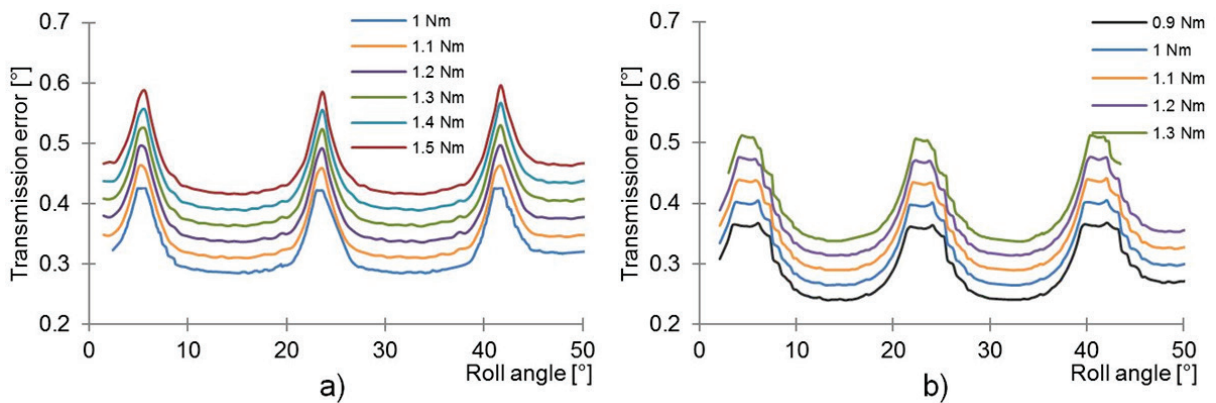 Transmission error [°]
0.7
0.6
0.5
0.4
0.3
0.2
0
10
20
30
40
50
Roll angle [°]
1 Nm
1.1 Nm
1.2 Nm
1.3 Nm
1.4 Nm
1.5 Nm
a)
Transmission error [°]
0.7
0.6
0.5
0.4
0.3
0.2
0
10
20
30
40
50
Roll angle [°]
0.9 Nm
1 Nm
1.1 Nm
1.2 Nm
1.3 Nm
b)